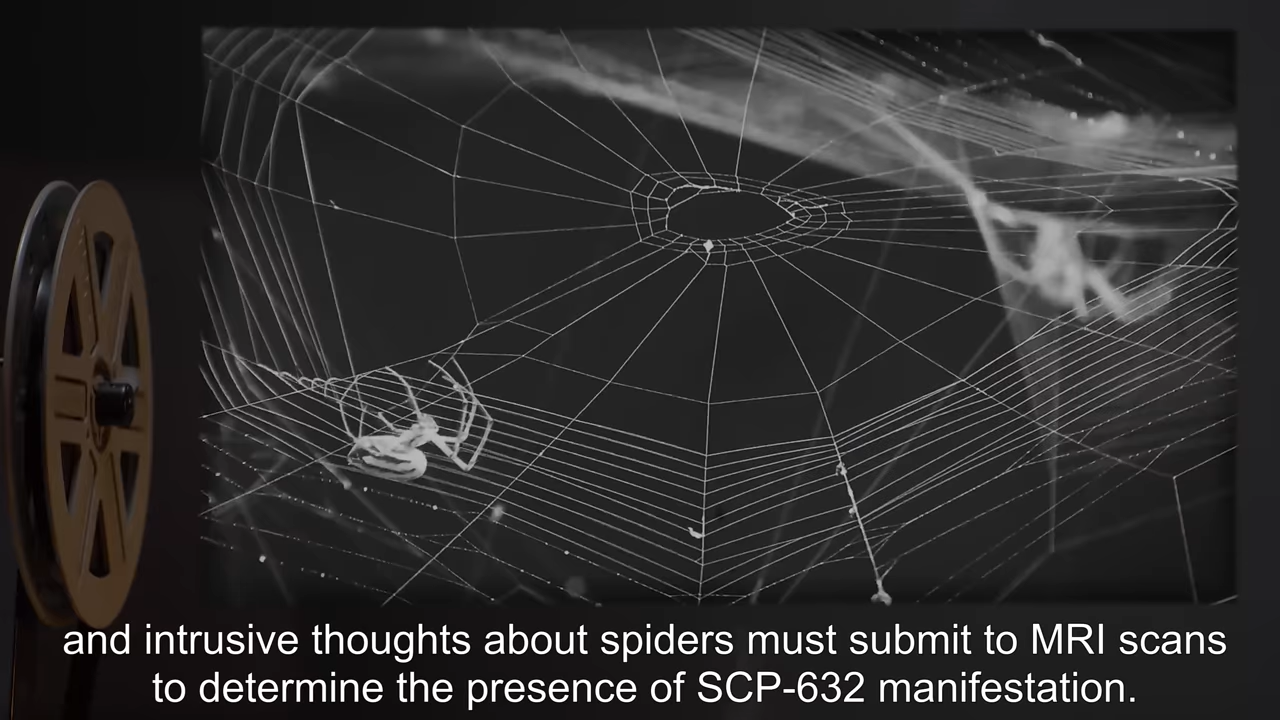 and intrusive thoughts about spiders must submit to MRI scans
to determine the presence of SCP-632 manifestation.